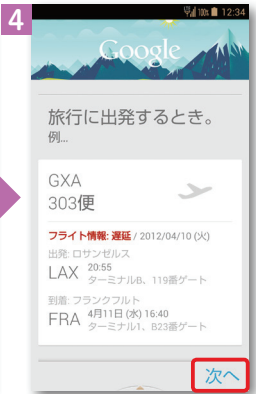 4
100% 12:34
Google
旅行に出発するとき。
例...
GXA
303便
フライト情報: 遅延 / 2012/04/10 (火)
出発: ロサンゼルス
LAX 20:55
ターミナルB、119番ゲート
到着: フランクフルト
FRA 4月11日 (水) 16:40
ターミナル1、B23番ゲート
次へ